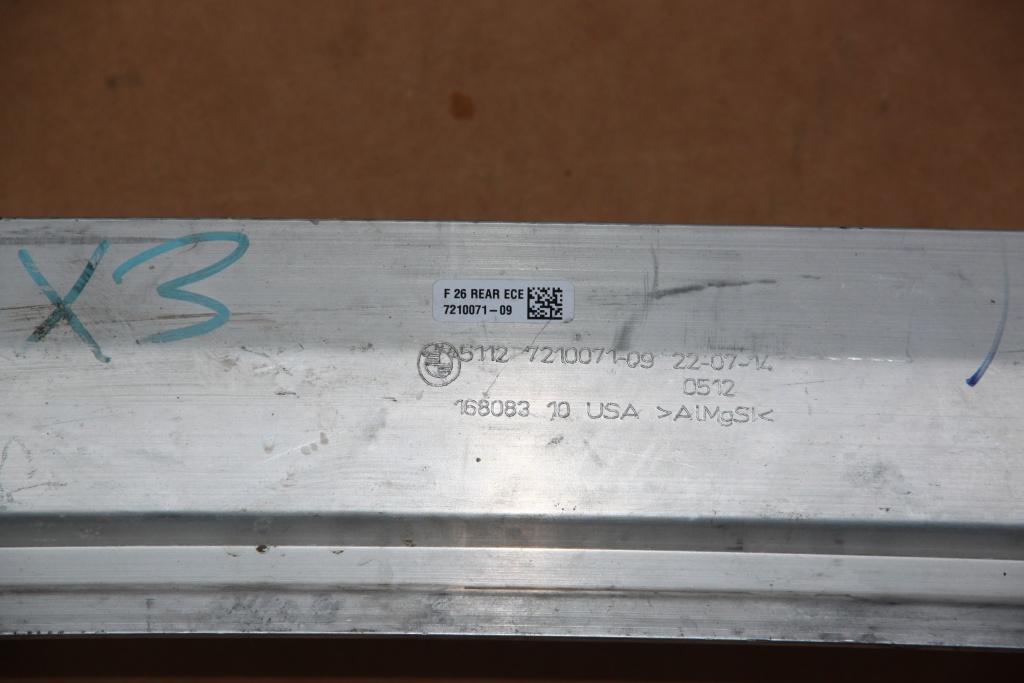 X3
F 26 REAR ECE
7210071-09
5112 7210071-09 22-07-14
0512
168083 10 USA >AlMgSi<